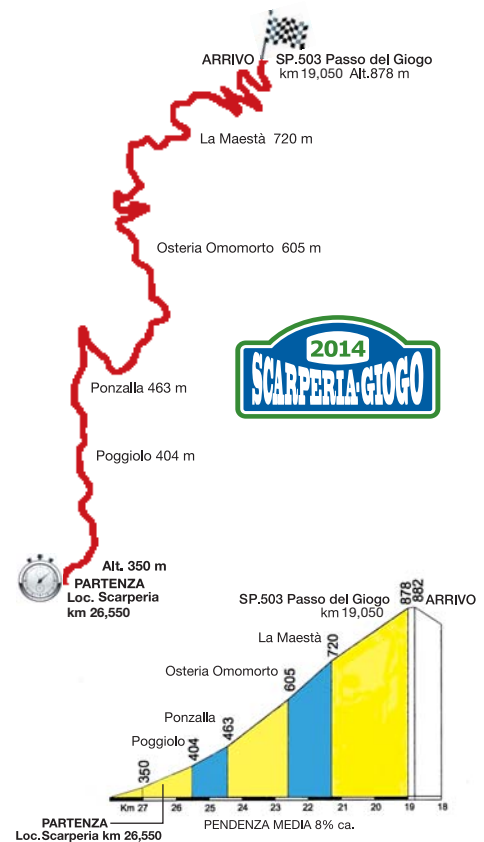 ARRIVO
SP.503 Passo del Giogo
km 19,050 Alt.878 m
La Maestà 720 m
Osteria Omomorto 605 m
2014
SCARPERIA-GIOGO
Ponzalla 463 m
Poggiolo 404 m
Alt. 350 m
PARTENZA
Loc. Scarperia
km 26,550
SP.503 Passo del Giogo
km 19,050
878
882
ARRIVO
La Maestà
720
Osteria Omomorto
605
Ponzalla
463
Poggiolo
404
350
Km 27 26 25 24 23 22 21 20 19 18
PARTENZA
Loc.Scarperia km 26,550
PENDENZA MEDIA 8% ca.